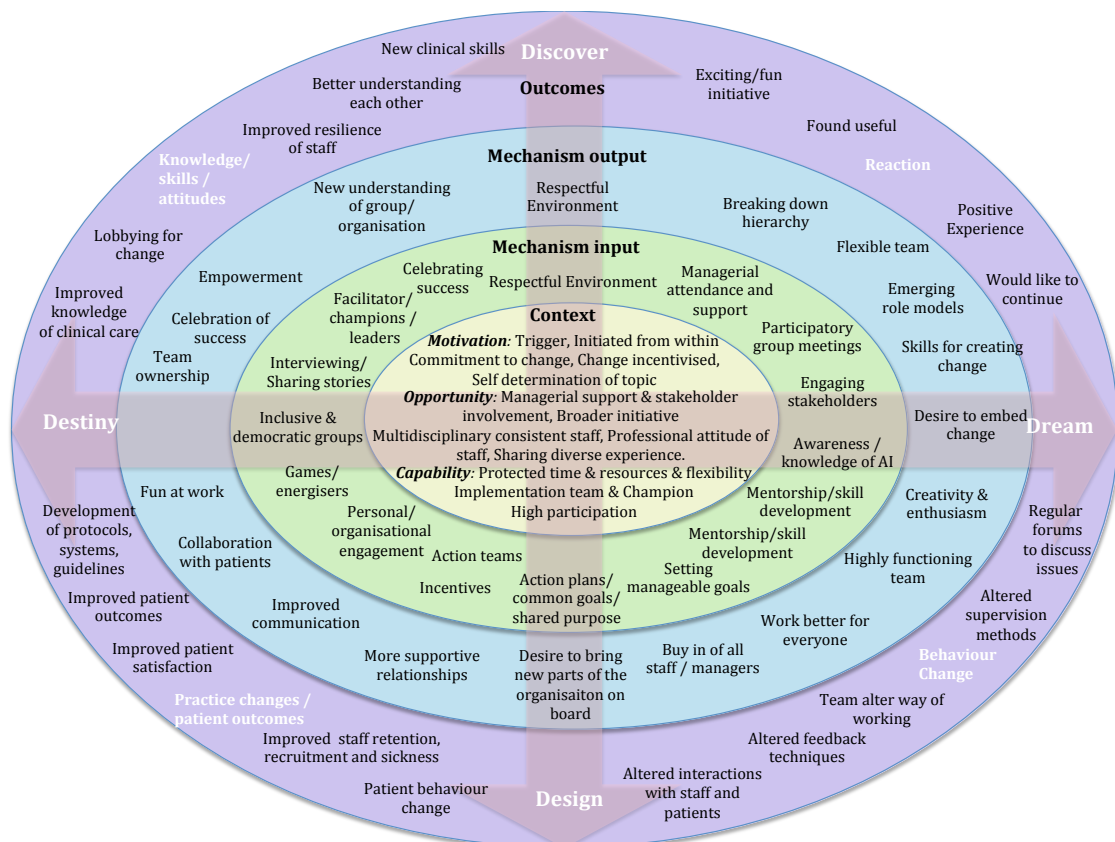 New clinical skills
Discover
Better understanding
each other
Outcomes
Exciting/fun
initiative
Improved resilience
of staff
Found useful
Knowledge/
skills /
attitudes
Mechanism output
Reaction
New understanding
of group/
organisation
Respectful
Environment
Breaking down
hierarchy
Positive
Experience
Lobbying for
change
Flexible team
Mechanism input
Empowerment
Celebrating
success
Respectful Environment
Managerial
attendance and
support
Would like to
continue
Improved
knowledge
of clinical care
Facilitator/
champions /
leaders
Emerging
role models
Celebration of
success
Context
Participatory
group meetings
Team
ownership
Interviewing/
Sharing stories
Motivation: Trigger, Initiated from within
Commitment to change, Change incentivised,
Self determination of topic
Skills for creating
change
Opportunity: Managerial support & stakeholder
involvement, Broader initiative
Multidisciplinary consistent staff, Professional attitude of
staff, Sharing diverse experience.
Capability: Protected time & resources & flexibility
Implementation team & Champion
High participation
Engaging
stakeholders
Destiny
Inclusive &
democratic groups
Desire to embed
change
Dream
Awareness /
knowledge of AI
Games/
energisers
Fun at work
Mentorship/skill
development
Creativity &
enthusiasm
Development
of protocols,
systems,
guidelines
Personal/
organisational
engagement
Regular
forums
to discuss
issues
Collaboration
with patients
Action teams
Mentorship/skill
development
Highly functioning
team
Incentives
Action plans/
common goals/
shared purpose
Setting
manageable goals
Improved patient
outcomes
Improved
communication
Altered
supervision
methods
Work better for
everyone
Improved patient
satisfaction
More supportive
relationships
Desire to bring
new parts of the
organisaiton on
board
Buy in of all
staff / managers
Behaviour
Change
Practice changes /
patient outcomes
Team alter way of
working
Improved staff retention,
recruitment and sickness
Altered feedback
techniques
Patient behaviour
change
Design
Altered interactions
with staff and
patients